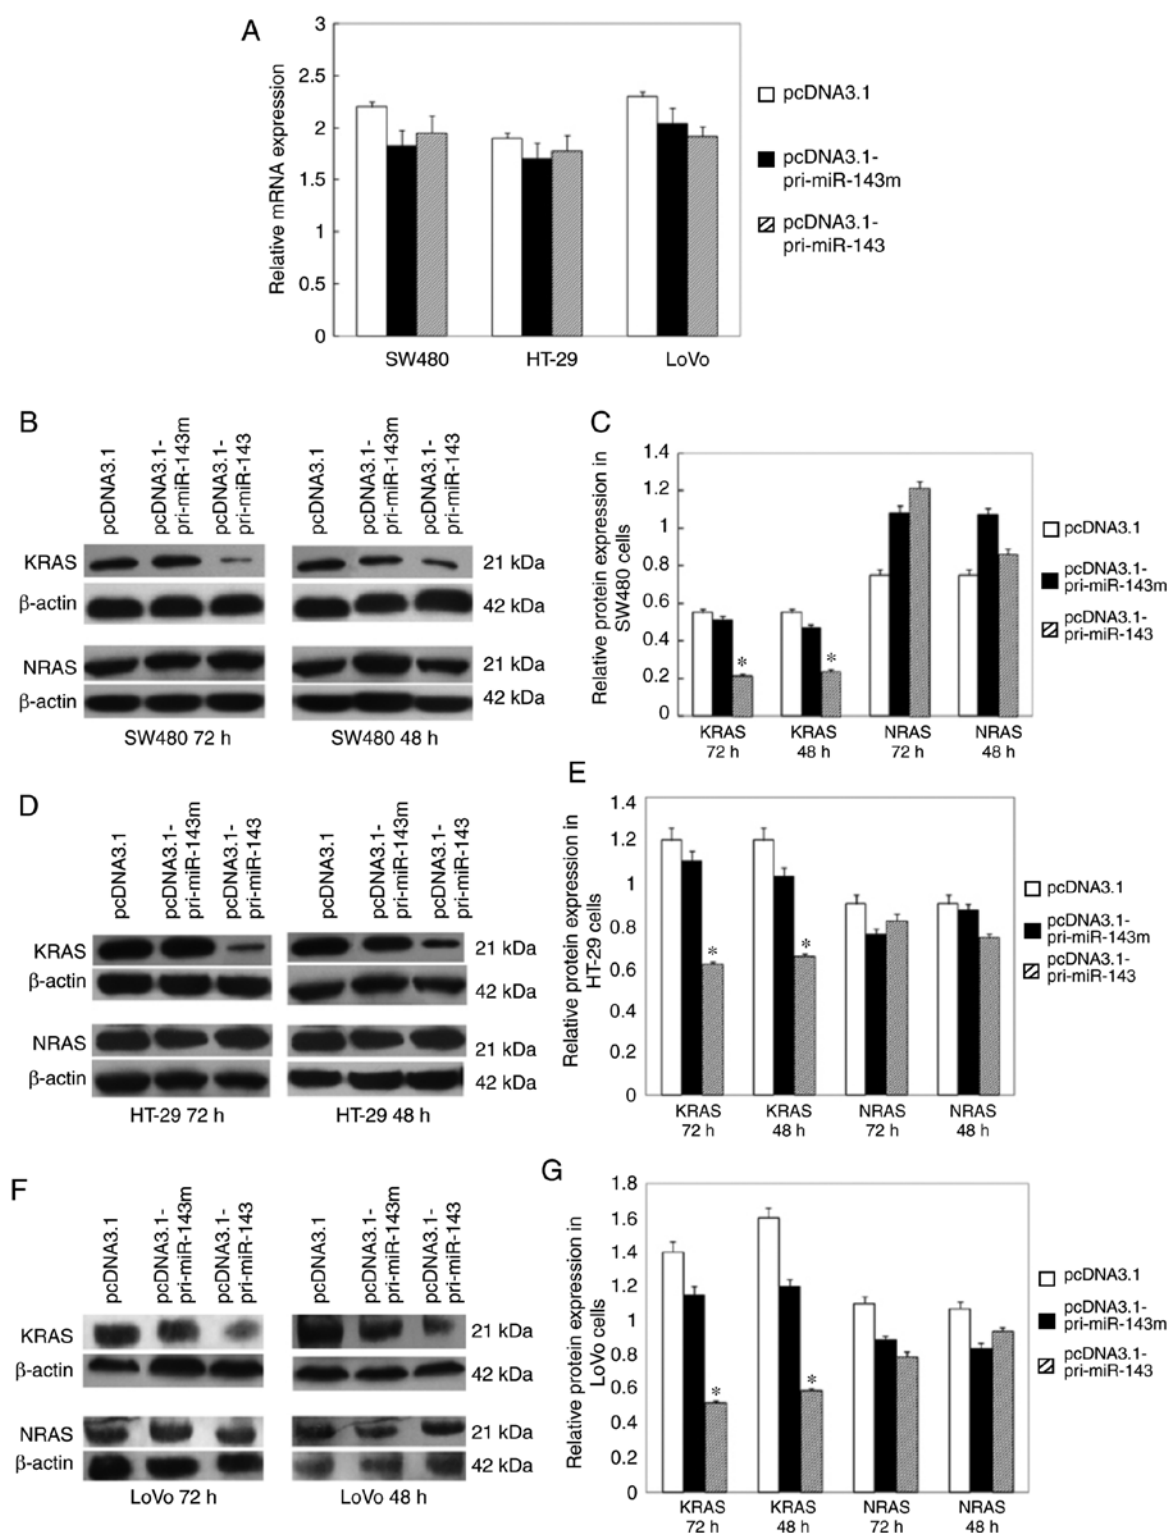 A
Relative mRNA expression
3
2.5
2
1.5
1
0.5
0
SW480
HT-29
LoVo
pcDNA3.1
pcDNA3.1-
pri-miR-143m
pcDNA3.1-
pri-miR-143
B
pcDNA3.1
pcDNA3.1-
pri-miR-143m
pcDNA3.1-
pri-miR-143
pcDNA3.1
pcDNA3.1-
pri-miR-143m
pcDNA3.1-
pri-miR-143
KRAS
21 kDa
β-actin
42 kDa
NRAS
21 kDa
β-actin
42 kDa
SW480 72 h
SW480 48 h
C
Relative protein expression in
SW480 cells
1.4
1.2
1
0.8
0.6
0.4
0.2
0
*
*
KRAS
72 h
KRAS
48 h
NRAS
72 h
NRAS
48 h
pcDNA3.1
pcDNA3.1-
pri-miR-143m
pcDNA3.1-
pri-miR-143
D
pcDNA3.1
pcDNA3.1-
pri-miR-143m
pcDNA3.1-
pri-miR-143
pcDNA3.1
pcDNA3.1-
pri-miR-143m
pcDNA3.1-
pri-miR-143
KRAS
21 kDa
β-actin
42 kDa
NRAS
21 kDa
β-actin
42 kDa
HT-29 72 h
HT-29 48 h
E
Relative protein expression in
HT-29 cells
1.4
1.2
1
0.8
0.6
0.4
0.2
0
*
*
KRAS
72 h
KRAS
48 h
NRAS
72 h
NRAS
48 h
pcDNA3.1
pcDNA3.1-
pri-miR-143m
pcDNA3.1-
pri-miR-143
F
pcDNA3.1
pcDNA3.1-
pri-miR-143m
pcDNA3.1-
pri-miR-143
pcDNA3.1
pcDNA3.1-
pri-miR-143m
pcDNA3.1-
pri-miR-143
KRAS
21 kDa
β-actin
42 kDa
NRAS
21 kDa
β-actin
42 kDa
LoVo 72 h
LoVo 48 h
G
Relative protein expression in
LoVo cells
1.8
1.6
1.4
1.2
1
0.8
0.6
0.4
0.2
0
*
*
KRAS
72 h
KRAS
48 h
NRAS
72 h
NRAS
48 h
pcDNA3.1
pcDNA3.1-
pri-miR-143m
pcDNA3.1-
pri-miR-143